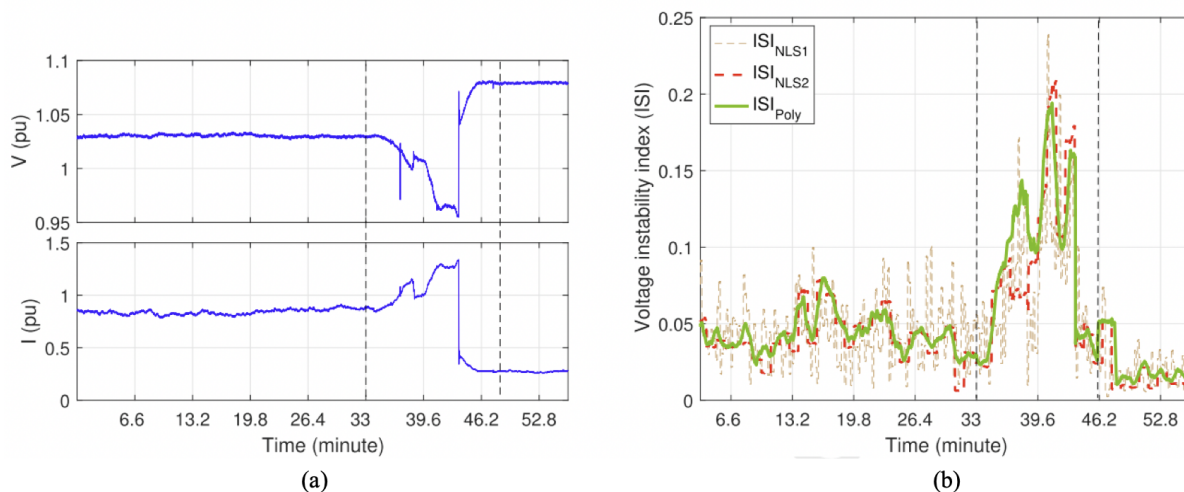 1.1
1.05
1
0.95
V (pu)
1.5
1
0.5
0
I (pu)
6.6 13.2 19.8 26.4 33 39.6 46.2 52.8
Time (minute)
(a)
ISI_NLS1
ISI_NLS2
ISI_Poly
0.25
0.2
0.15
0.1
0.05
0
Voltage instability index (ISI)
6.6 13.2 19.8 26.4 33 39.6 46.2 52.8
Time (minute)
(b)